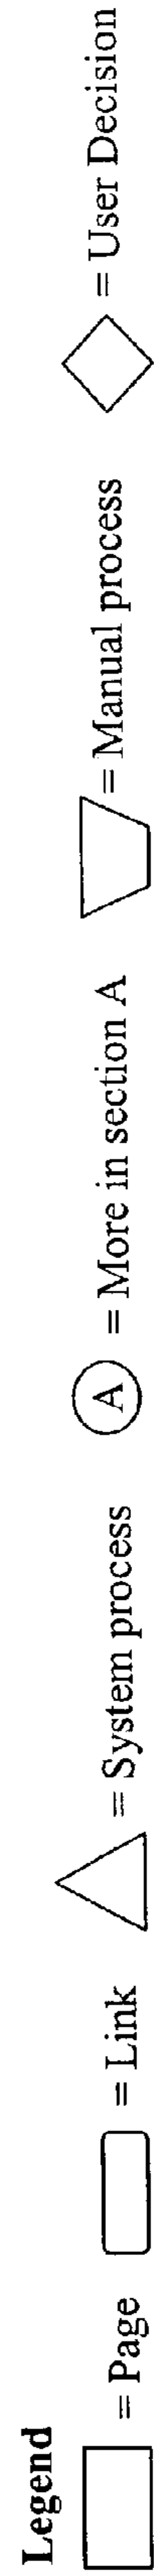 Legend
= Page = Link = System process A = More in section A = Manual process = User Decision